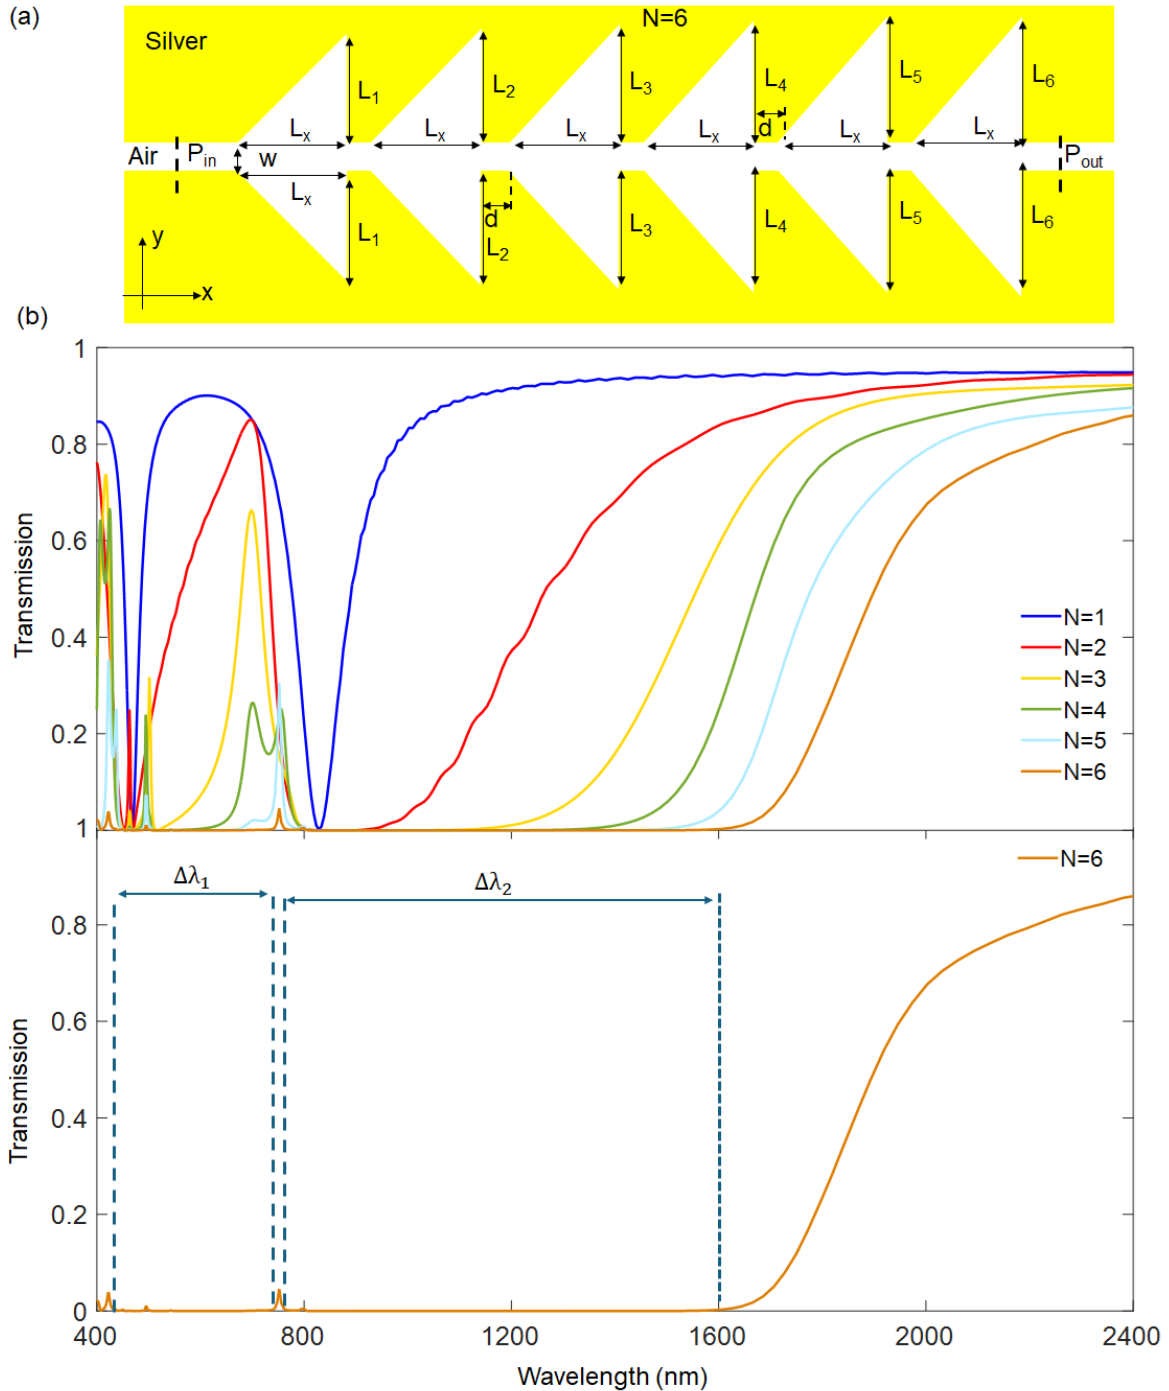 (a)
N=6
Silver
L1 L2 L3 L4 L5 L6
Lx Lx Lx Lx Lx Lx
d
Air Pin w Pout
Lx
d
L1 L2 L3 L4 L5 L6
y
x
(b)
1
0.8
0.6
0.4
0.2
1
Transmission
N=1
N=2
N=3
N=4
N=5
N=6
N=6
Δλ1 Δλ2
0.8
0.6
0.4
0.2
0
Transmission
400 800 1200 1600 2000 2400
Wavelength (nm)